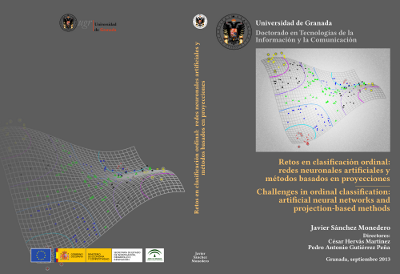 Universidad
de Granada
Retos en clasificación ordinal: redes neuronales artificiales y
métodos basados en proyecciones
Javier
Sánchez
Monedero
Universidad de Granada
Doctorado en Tecnologías de la
Información y la Comunicación
Retos en clasificación ordinal:
redes neuronales artificiales y
métodos basados en proyecciones
Challenges in ordinal classification:
artificial neural networks and
projection-based methods
Javier Sánchez Monedero
Directores:
César Hervás Martínez
Pedro Antonio Gutiérrez Peña
Granada, septiembre 2013